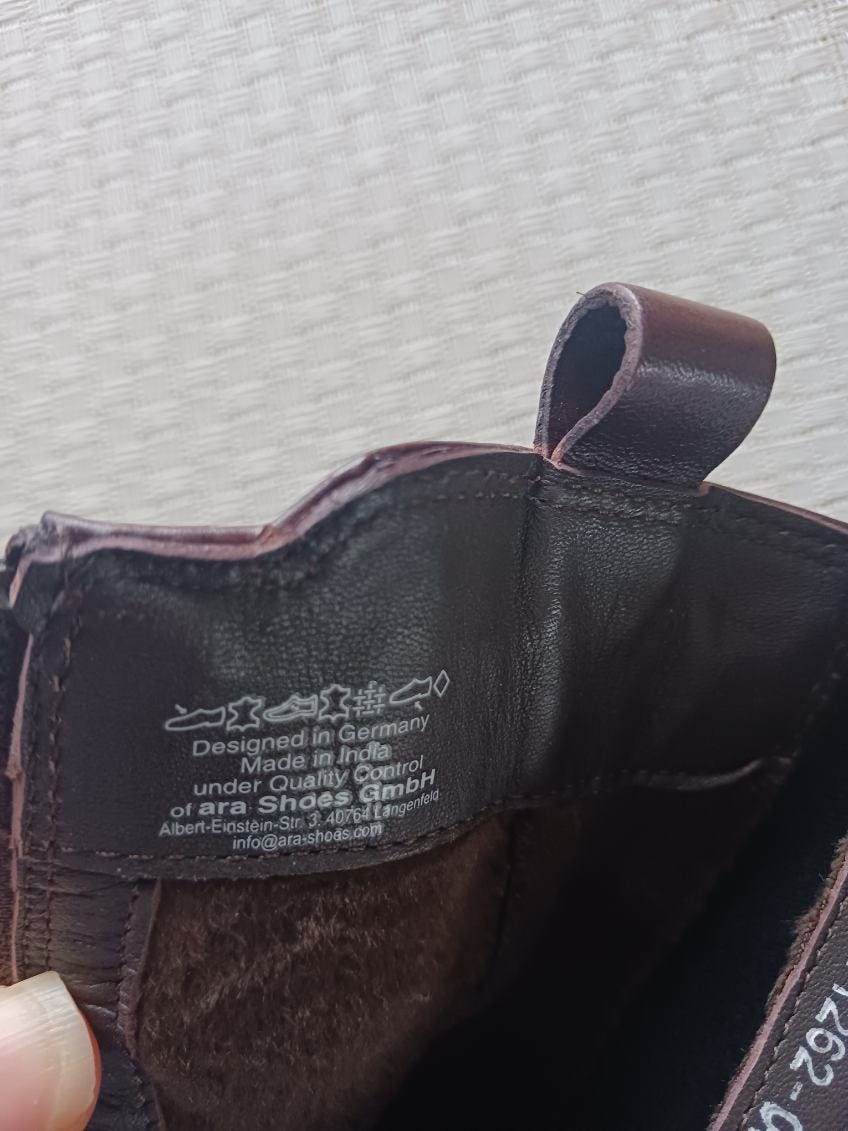 Designed in Germany
Made in India
under Quality Control
of ara Shoes GmbH
Albert-Einstein-Str. 3. 40764 Langenfeld
info@ara-shoes.com